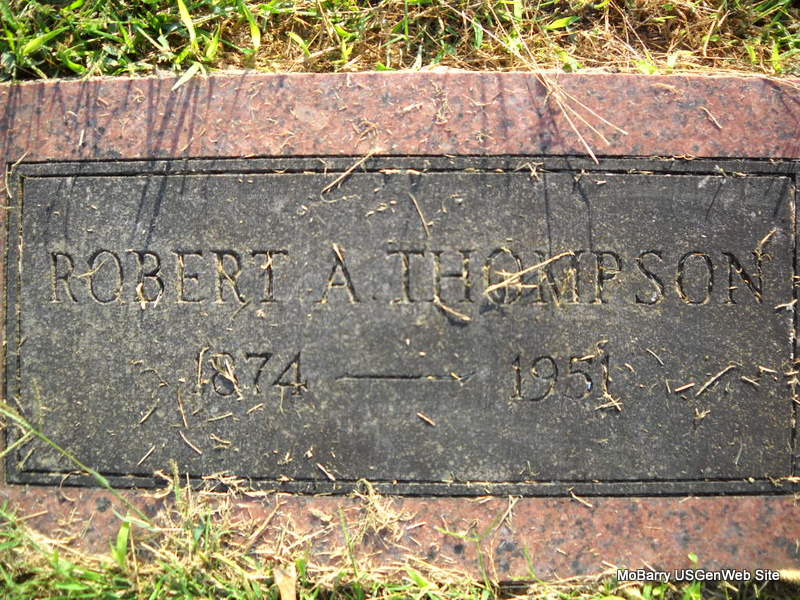 ROBERT A. THOMPSON
1874 — 1951
MoBarry USGenWeb Site